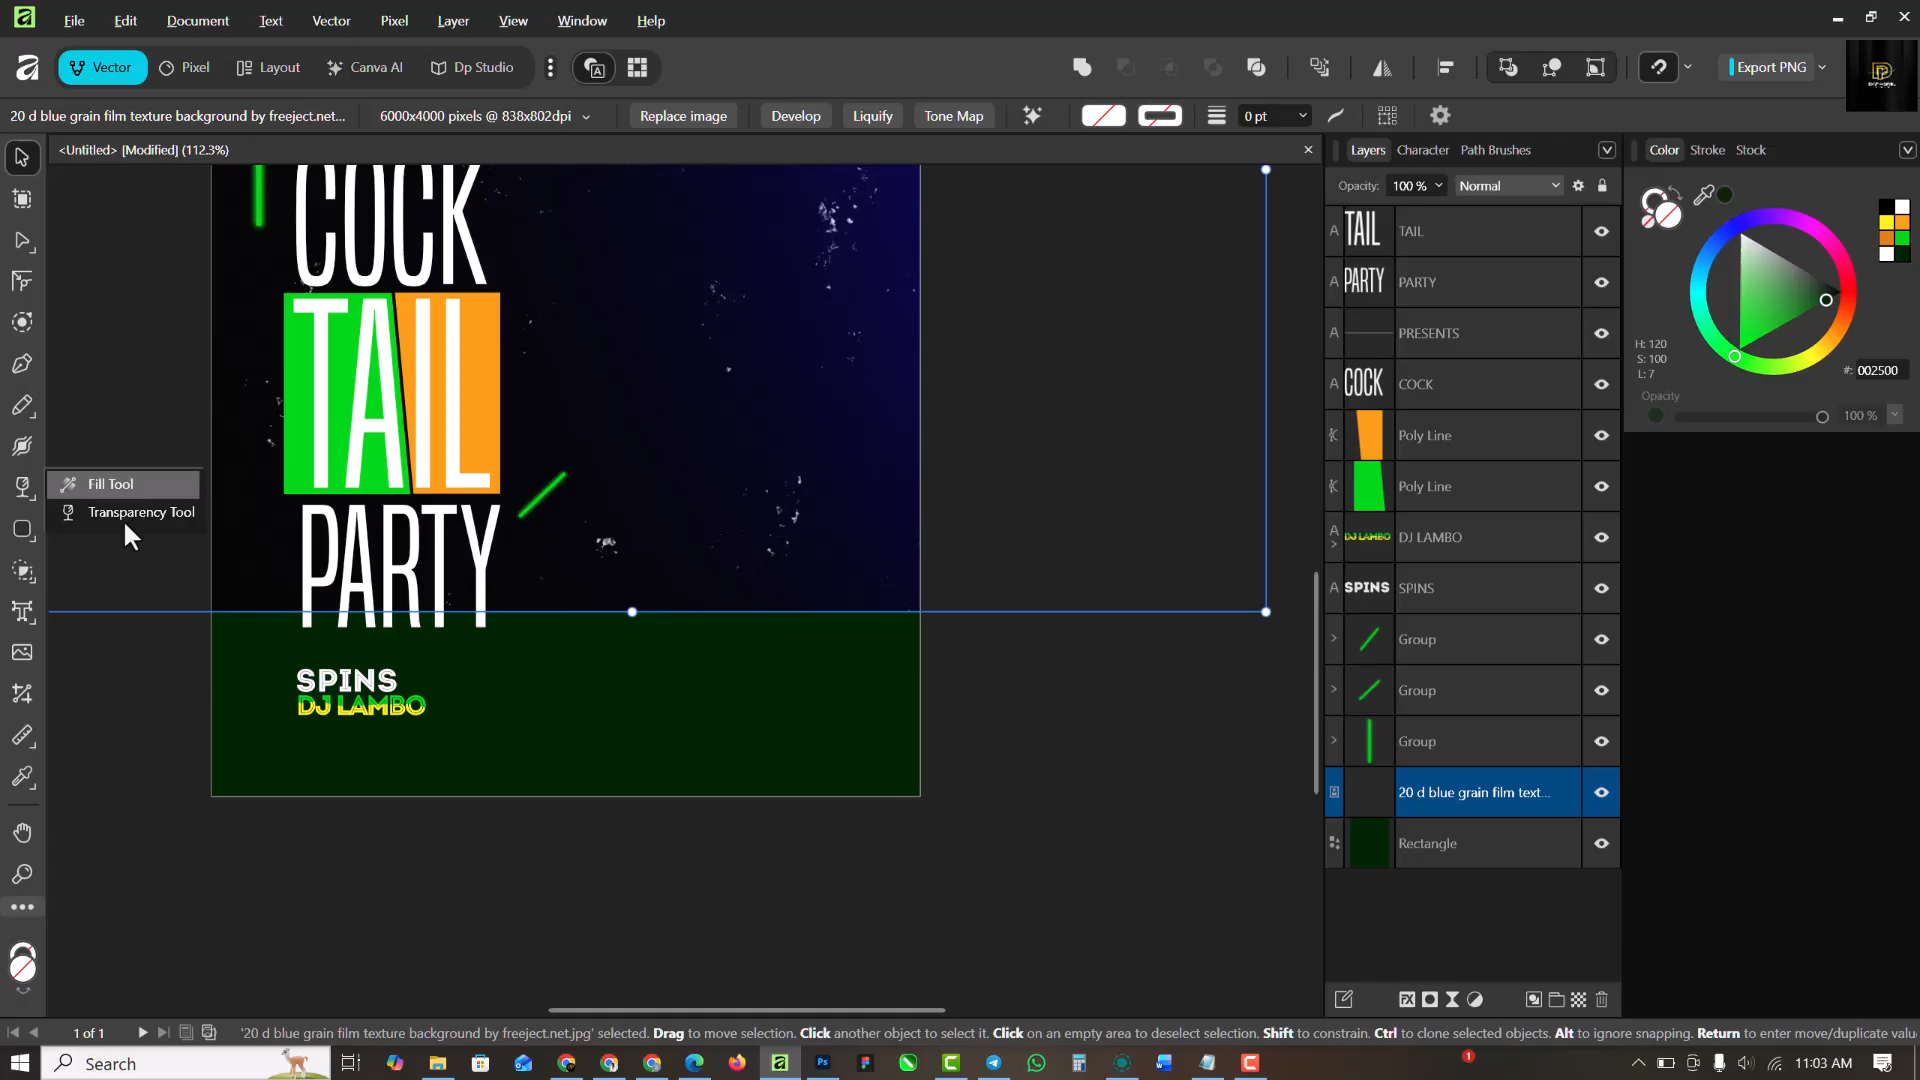 File Edit Document Text Vector Pixel Layer View Window Help
Vector Pixel Layout Canva AI Dp Studio Export PNG
20 d blue grain film texture background by freeject.net... 6000x4000 pixels @ 838x802dpi Replace image Develop Liquify Tone Map 0 pt
<Untitled> [Modified] (112.3%)
Layers Character Path Brushes
Color Stroke Stock
Opacity: 100 % Normal
COCK
TAIL
PARTY
SPINS
DJ LAMBO
Fill Tool
Transparency Tool
TAIL TAIL
PARTY PARTY
PRESENTS
COCK COCK
Poly Line
Poly Line
DJ LAMBO DJ LAMBO
SPINS SPINS
Group
Group
Group
20 d blue grain film text...
Rectangle
H: 120
S: 100
L: 7
#: 002500
Opacity
100 %
1 of 1
'20 d blue grain film texture background by freeject.net.jpg' selected. Drag to move selection. Click another object to select it. Click on an empty area to deselect selection. Shift to constrain. Ctrl to clone selected objects. Alt to ignore snapping. Return to enter move/duplicate valu
Search
1
11:03 AM